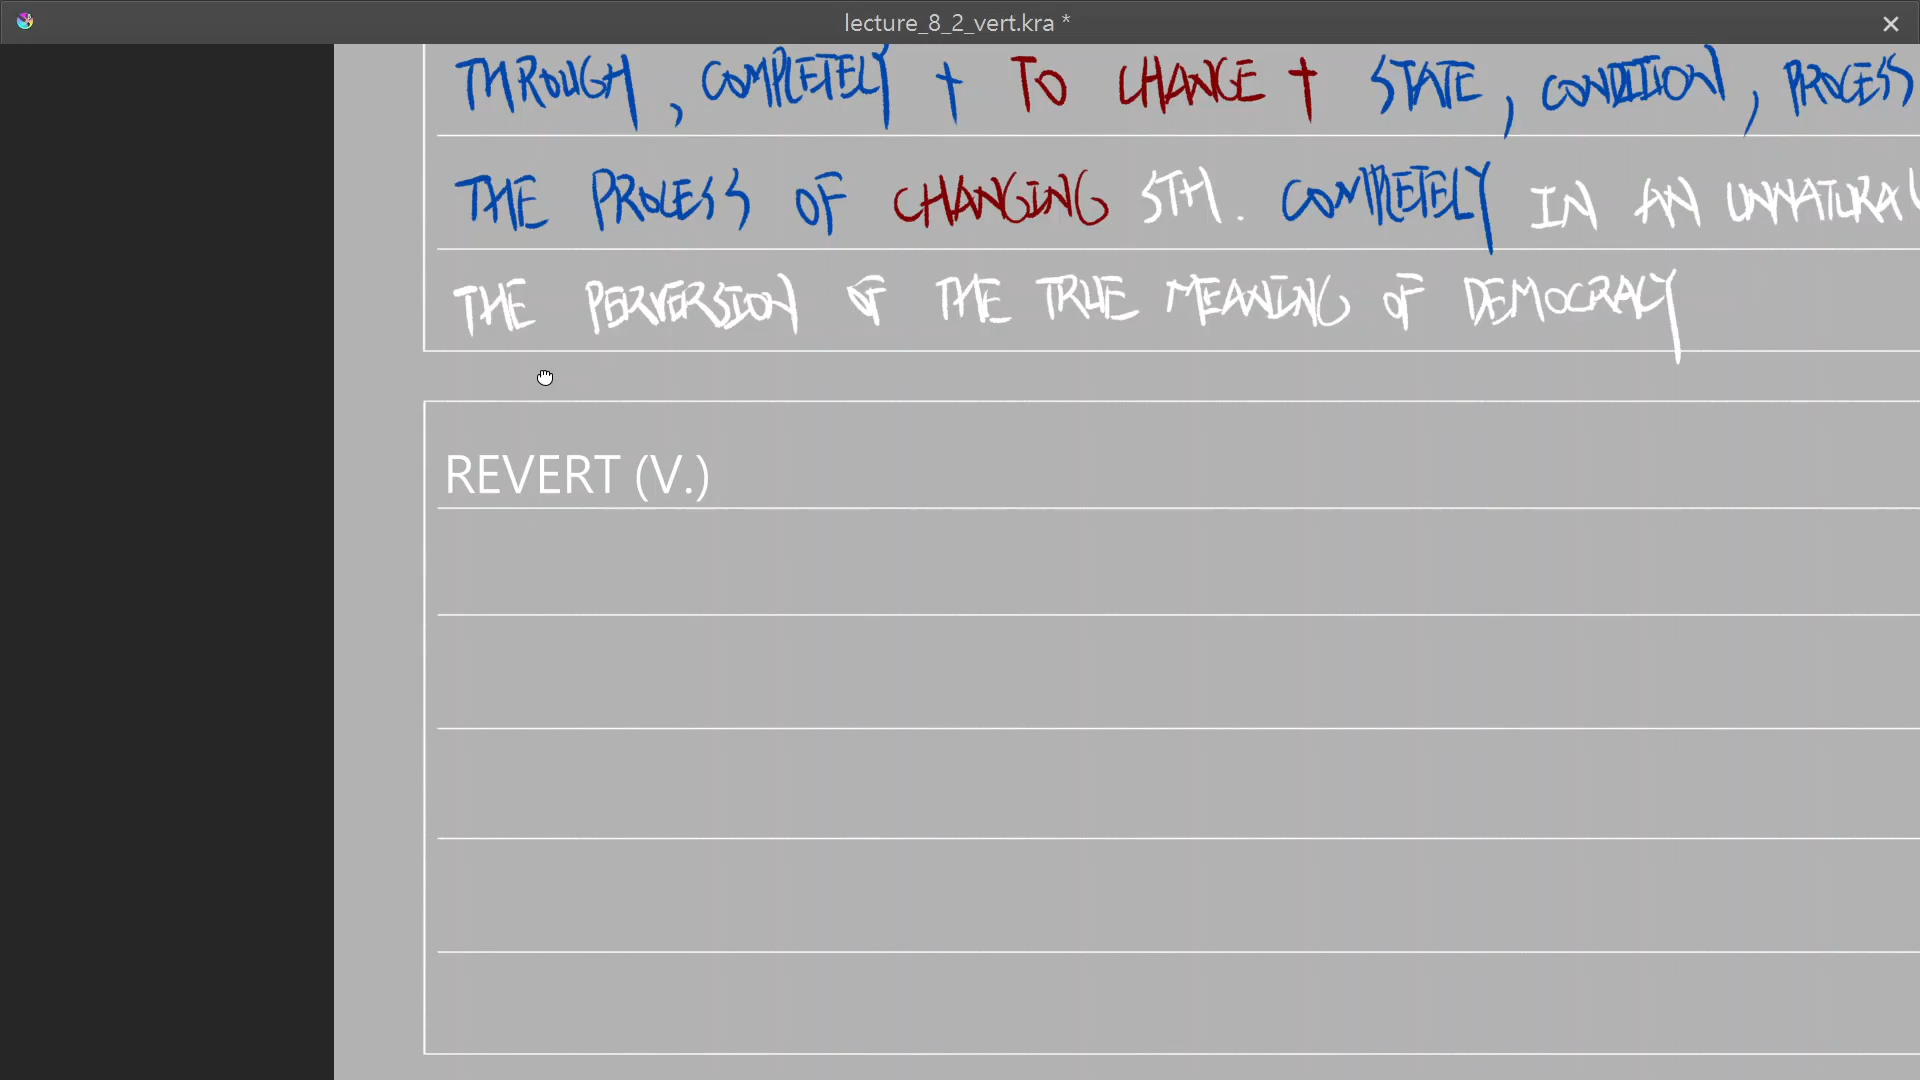 lecture_8_2_vert.kra *
THROUGH, COMPLETELY + TO CHANGE + STATE, CONDITION, PROCESS
THE PROCESS OF CHANGING STH. COMPLETELY IN AN UNNATURAL
THE PERVERSION OF THE TRUE MEANING OF DEMOCRACY
REVERT (V.)